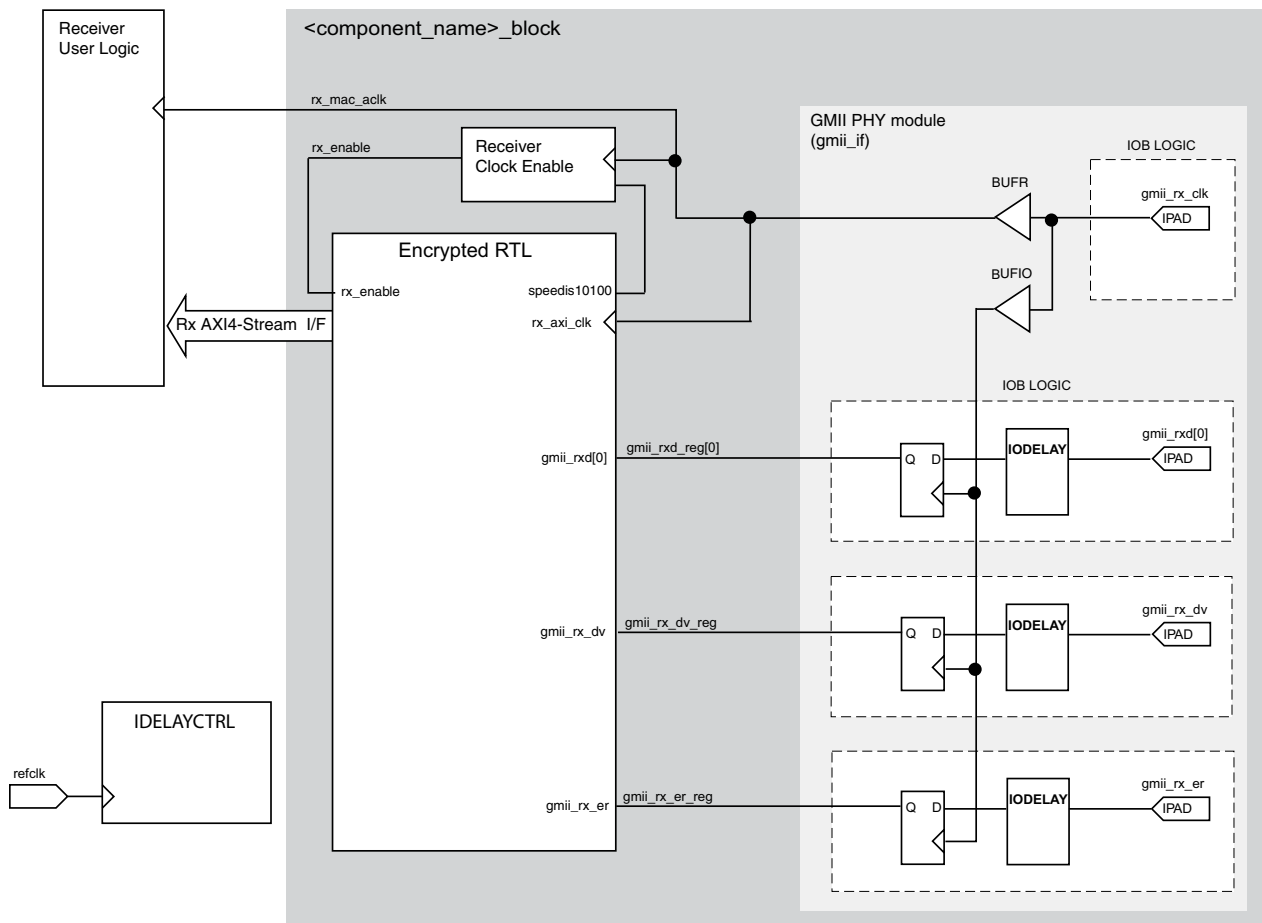 Receiver
User Logic
<component_name>_block
rx_mac_aclk
rx_enable
Receiver
Clock Enable
GMII PHY module
(gmii_if)
IOB LOGIC
gmii_rx_clk
IPAD
BUFR
BUFIO
Encrypted RTL
rx_enable
speedis10100
rx_axi_clk
Rx AXI4-Stream I/F
IOB LOGIC
gmii_rxd[0]
gmii_rxd_reg[0]
Q D
IODELAY
gmii_rxd[0]
IPAD
gmii_rx_dv
gmii_rx_dv_reg
Q D
IODELAY
gmii_rx_dv
IPAD
IDELAYCTRL
refclk
gmii_rx_er
gmii_rx_er_reg
Q D
IODELAY
gmii_rx_er
IPAD